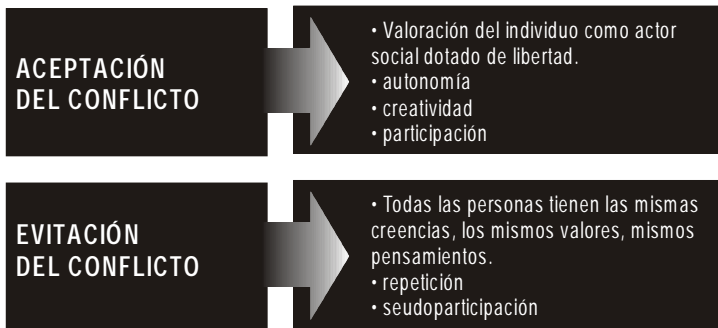 ACEPTACIÓN
DEL CONFLICTO
• Valoración del individuo como actor
social dotado de libertad.
• autonomía
• creatividad
• participación
EVITACIÓN
DEL CONFLICTO
• Todas las personas tienen las mismas
creencias, los mismos valores, mismos
pensamientos.
• repetición
• seudoparticipación